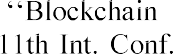 “Blockchain
11th Int. Conf.